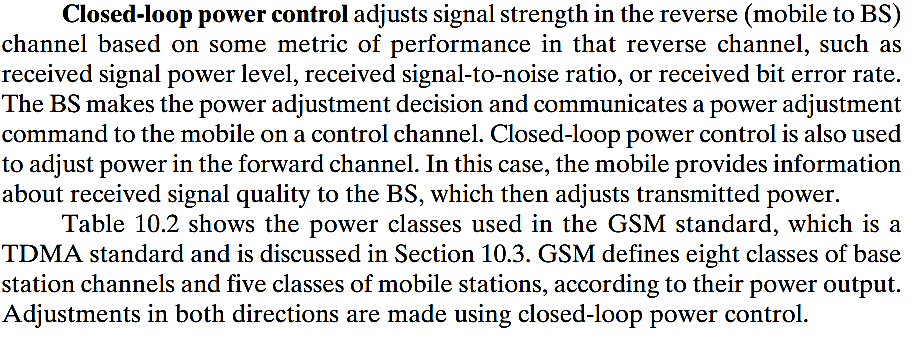 Closed-loop power control adjusts signal strength in the reverse (mobile to BS)
channel based on some metric of performance in that reverse channel, such as
received signal power level, received signal-to-noise ratio, or received bit error rate.
The BS makes the power adjustment decision and communicates a power adjustment
command to the mobile on a control channel. Closed-loop power control is also used
to adjust power in the forward channel. In this case, the mobile provides information
about received signal quality to the BS, which then adjusts transmitted power.
Table 10.2 shows the power classes used in the GSM standard, which is a
TDMA standard and is discussed in Section 10.3. GSM defines eight classes of base
station channels and five classes of mobile stations, according to their power output.
Adjustments in both directions are made using closed-loop power control.